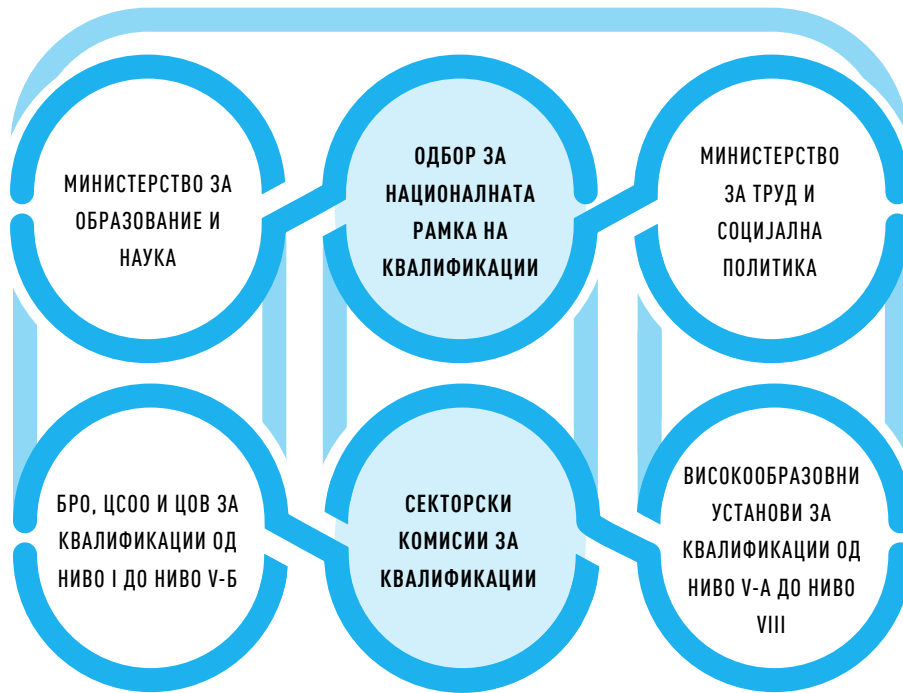 МИНИСТЕРСТВО ЗА
ОБРАЗОВАНИЕ И
НАУКА
ОДБОР ЗА
НАЦИОНАЛНАТА
РАМКА НА
КВАЛИФИКАЦИИ
МИНИСТЕРСТВО
ЗА ТРУД И
СОЦИЈАЛНА
ПОЛИТИКА
БРО, ЦСОО И ЦОВ ЗА
КВАЛИФИКАЦИИ ОД
НИВО I ДО НИВО V-Б
СЕКТОРСКИ
КОМИСИИ ЗА
КВАЛИФИКАЦИИ
ВИСОКООБРАЗОВНИ
УСТАНОВИ ЗА
КВАЛИФИКАЦИИ ОД
НИВО V-А ДО НИВО
VIII